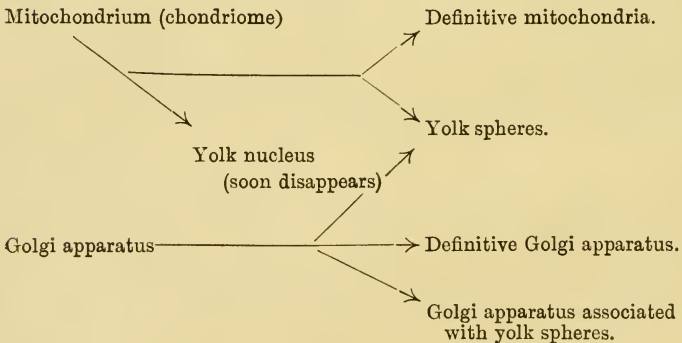 Mitochondrium (chondriome)
Definitive mitochondria.
Yolk spheres.
Yolk nucleus
(soon disappears)
Golgi apparatus
Definitive Golgi apparatus.
Golgi apparatus associated
with yolk spheres.